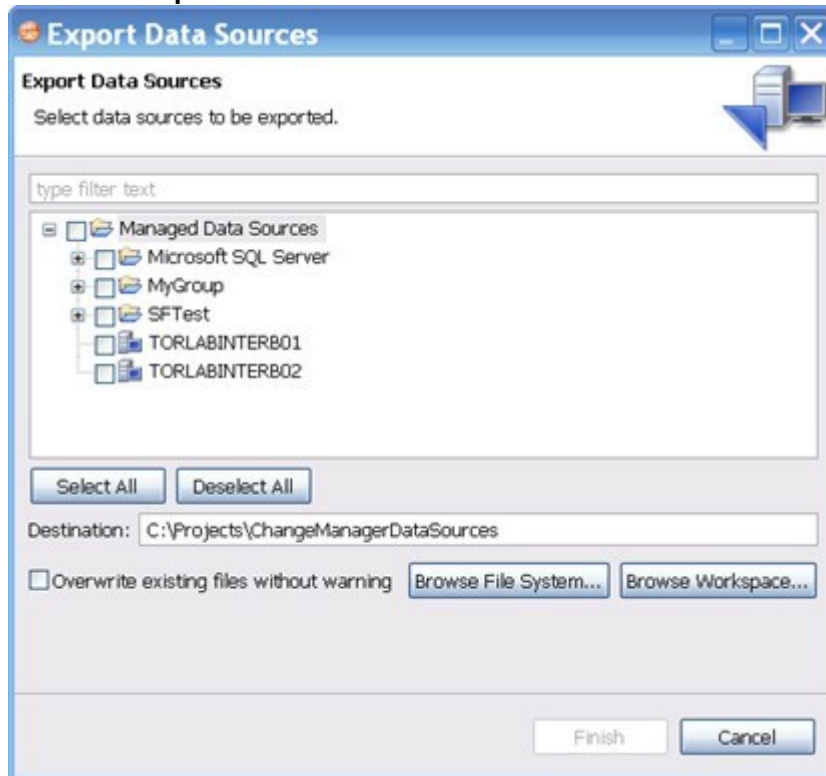 Export Data Sources
Export Data Sources
Select data sources to be exported.
type filter text
Managed Data Sources
Microsoft SQL Server
MyGroup
SFTest
TORLABINTERB01
TORLABINTERB02
Select All Deselect All
Destination: C:\Projects\ChangeManagerDataSources
Overwrite existing files without warning Browse File System... Browse Workspace...
Finish Cancel